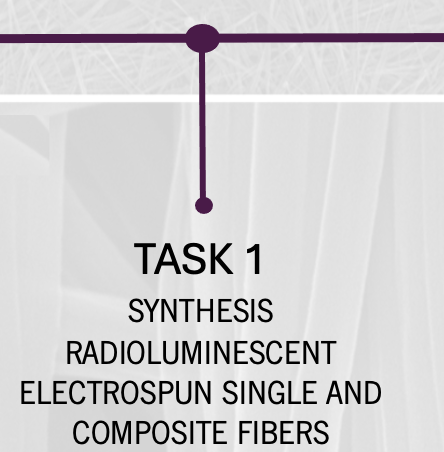 TASK 1
SYNTHESIS
RADIOLUMINESCENT
ELECTROSPUN SINGLE AND
COMPOSITE FIBERS